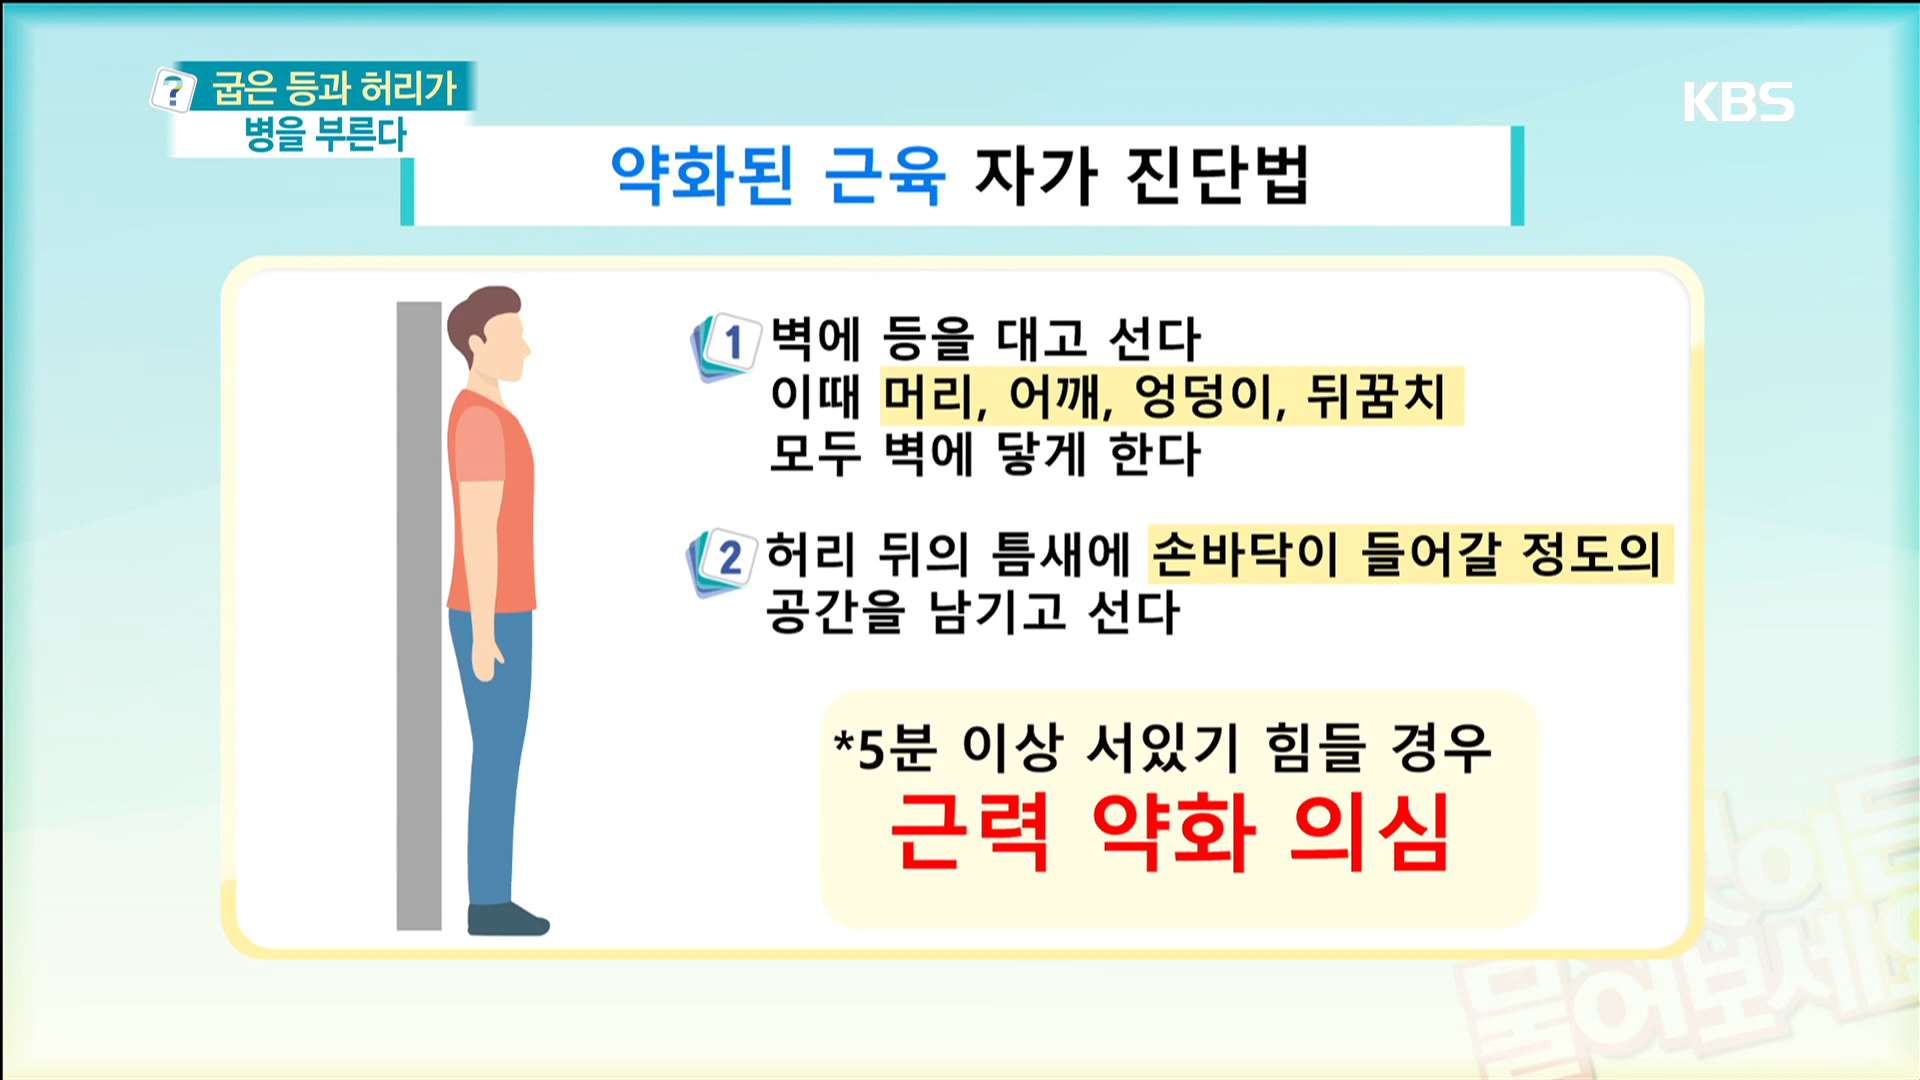 굽은 등과 허리가
병을 부른다
KBS
약화된 근육 자가 진단법
1 벽에 등을 대고 선다
이때 머리, 어깨, 엉덩이, 뒤꿈치
모두 벽에 닿게 한다
2 허리 뒤의 틈새에 손바닥이 들어갈 정도의
공간을 남기고 선다
*5분 이상 서있기 힘들 경우
근력 약화 의심
물어보세요